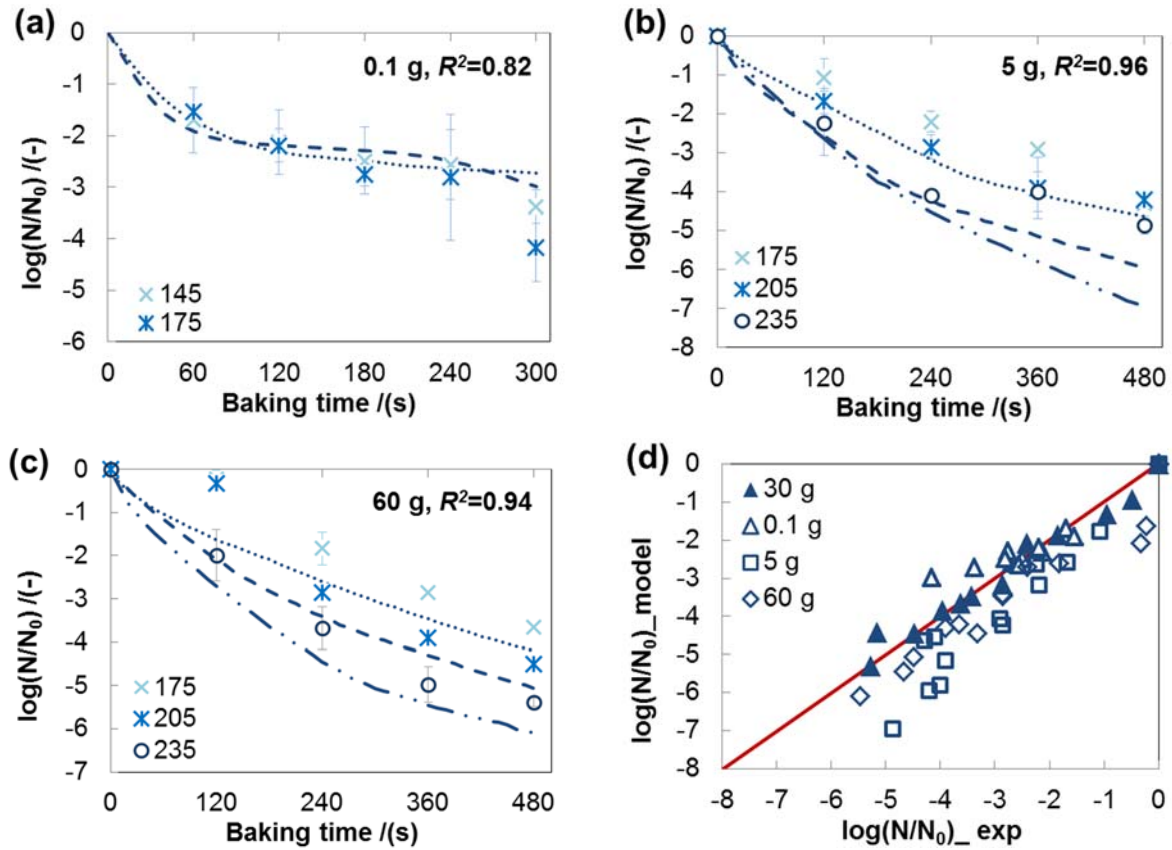 (a)
0.1 g, R²=0.82
log(N/N₀) /(-)
0
-1
-2
-3
-4
-5
-6
145
175
0 60 120 180 240 300
Baking time /(s)
(b)
5 g, R²=0.96
log(N/N₀) /(-)
0
-1
-2
-3
-4
-5
-6
-7
-8
175
205
235
0 120 240 360 480
Baking time /(s)
(c)
60 g, R²=0.94
log(N/N₀) /(-)
0
-1
-2
-3
-4
-5
-6
-7
175
205
235
0 120 240 360 480
Baking time /(s)
(d)
30 g
0.1 g
5 g
60 g
log(N/N₀)_model
0
-1
-2
-3
-4
-5
-6
-7
-8
-8 -7 -6 -5 -4 -3 -2 -1 0
log(N/N₀)_ exp